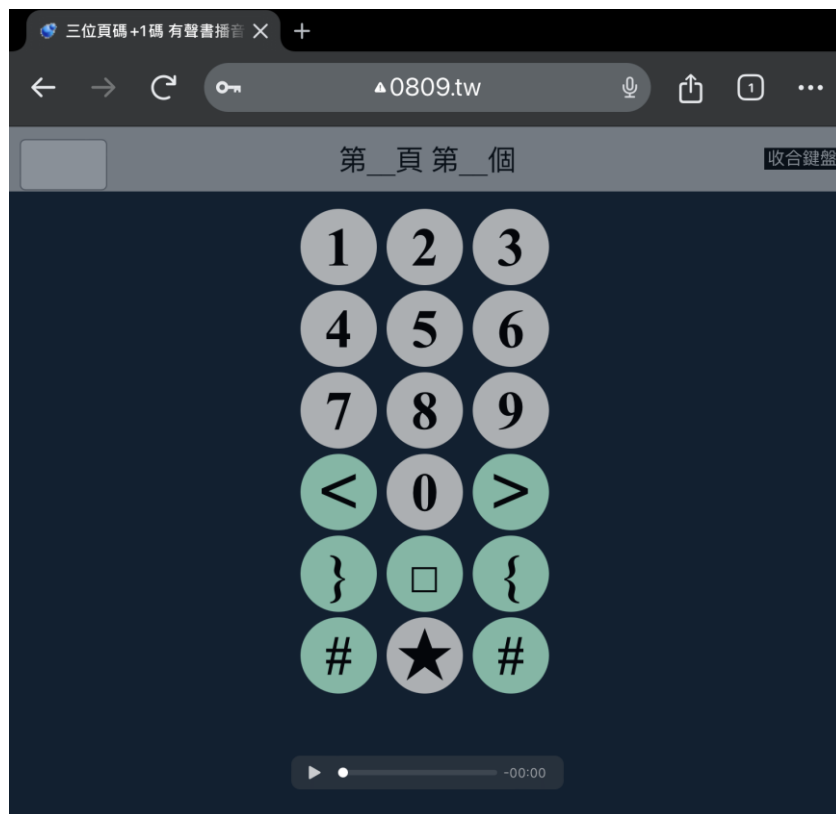 三位頁碼+1碼 有聲書播音
0809.tw
1
第__頁 第__個
收合鍵盤
1 2 3
4 5 6
7 8 9
< 0 >
} □ {
# ★ #
-00:00